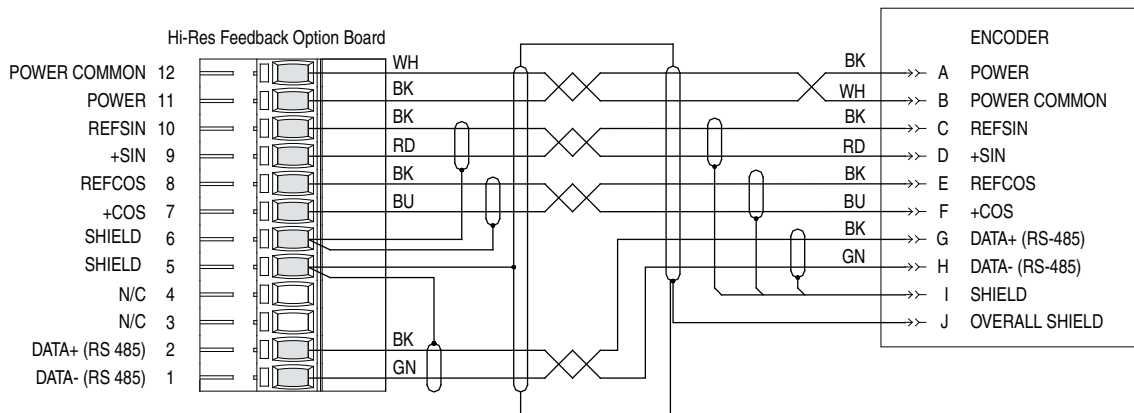 Hi-Res Feedback Option Board
ENCODER
POWER COMMON 12 WH BK A POWER
POWER 11 BK WH B POWER COMMON
REFSIN 10 BK BK C REFSIN
+SIN 9 RD RD D +SIN
REFCOS 8 BK BK E REFCOS
+COS 7 BU BU F +COS
SHIELD 6 BK G DATA+ (RS-485)
SHIELD 5 GN H DATA- (RS-485)
N/C 4 I SHIELD
N/C 3 J OVERALL SHIELD
DATA+ (RS 485) 2 BK
DATA- (RS 485) 1 GN